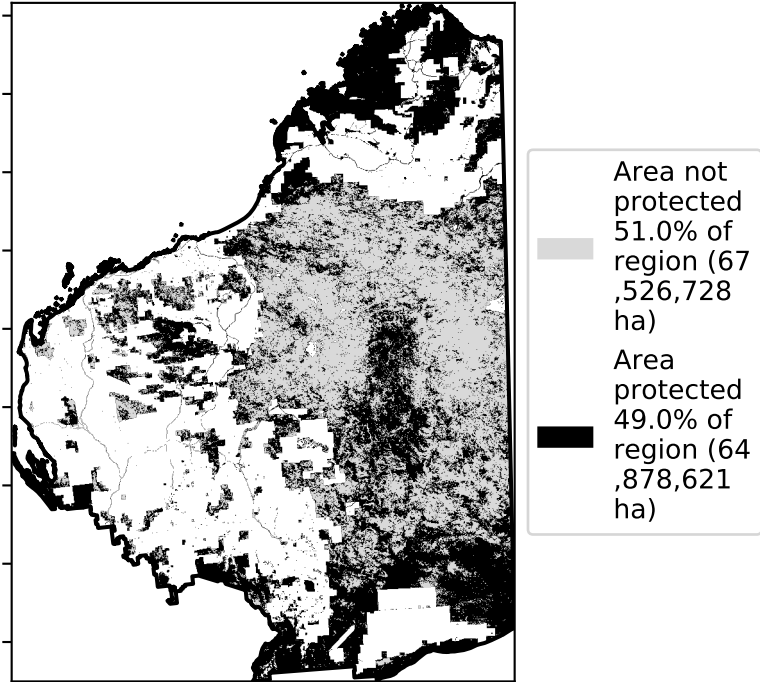 Area not
protected
51.0% of
region (67
,526,728
ha)
Area
protected
49.0% of
region (64
,878,621
ha)